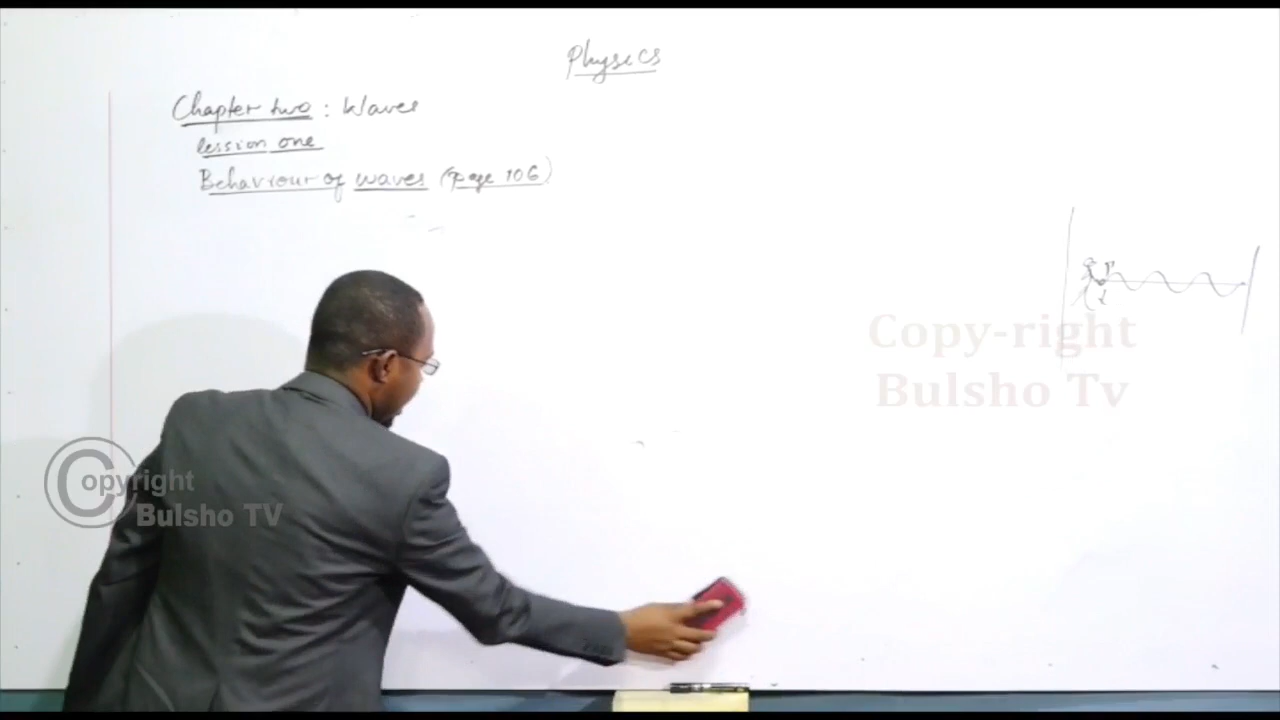 Physics
Chapter two : Waves
lession one
Behaviour of waves (page 106)
Copy-right
Bulsho Tv
Copyright
Bulsho TV